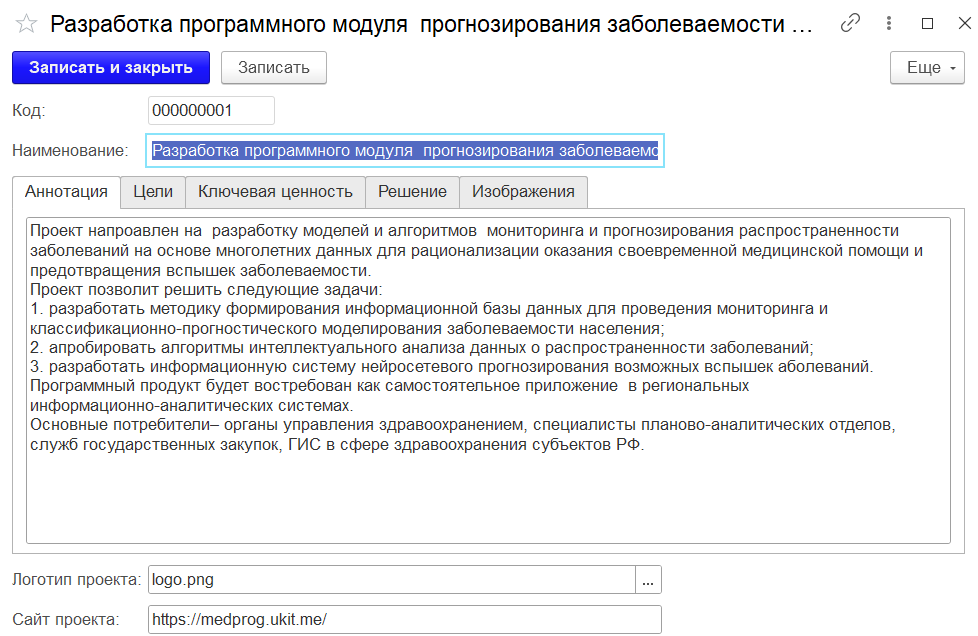 Разработка программного модуля  прогнозирования заболеваемости ...
Записать и закрыть
Записать
Еще
Код:
000000001
Наименование:
Разработка программного модуля  прогнозирования заболеваемо
Аннотация
Цели
Ключевая ценность
Решение
Изображения
Проект напроавлен на  разработку моделей и алгоритмов  мониторинга и прогнозирования распространенности
заболеваний на основе многолетних данных для рационализации оказания своевременной медицинской помощи и
предотвращения вспышек заболеваемости.
Проект позволит решить следующие задачи:
1. разработать методику формирования информационной базы данных для проведения мониторинга и
классификационно-прогностического моделирования заболеваемости населения;
2. апробировать алгоритмы интеллектуального анализа данных о распространенности заболеваний;
3. разработать информационную систему нейросетевого прогнозирования возможных вспышек аболеваний.
Программный продукт будет востребован как самостоятельное приложение  в региональных
информационно-аналитических системах.
Основные потребители– органы управления здравоохранением, специалисты планово-аналитических отделов,
служб государственных закупок, ГИС в сфере здравоохранения субъектов РФ.
Логотип проекта:
logo.png
...
Сайт проекта:
https://medprog.ukit.me/